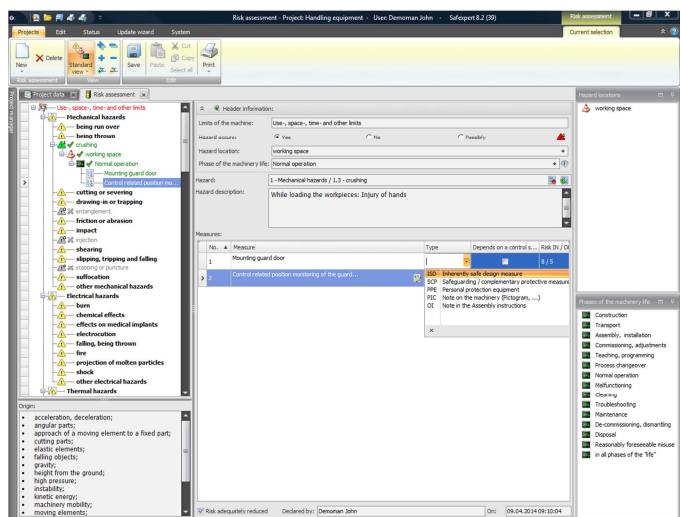 Risk assessment - Project: Handling equipment - User: Demoman John - Safexpert 8.2 (39)
Risk assessment
Projects Edit Status Update wizard System
Current selection
New
Delete
Standard view
Save
Paste
Cut
Copy
Select all
Print
Risk assessment View Edit
Project manager
Project data
Risk assessment
Use-, space-, time- and other limits
Mechanical hazards
being run over
being thrown
crushing
working space
Normal operation
Mounting guard door
Control related position mo...
cutting or severing
drawing-in or trapping
entanglement
friction or abrasion
impact
injection
shearing
slipping, tripping and falling
stabbing or puncture
suffocation
other mechanical hazards
Electrical hazards
burn
chemical effects
effects on medical implants
electrocution
falling, being thrown
fire
projection of molten particles
shock
other electrical hazards
Thermal hazards
Origin:
acceleration, deceleration;
angular parts;
approach of a moving element to a fixed part;
cutting parts;
elastic elements;
falling objects;
gravity;
height from the ground;
high pressure;
instability;
kinetic energy;
machinery mobility;
moving elements;
Header information:
Limits of the machine: Use-, space-, time- and other limits
Hazard occurs: Yes No Possibly
Hazard location: working space
Phase of the machinery life: Normal operation
Hazard: 1 - Mechanical hazards / 1.3 - crushing
Hazard description: While loading the workpieces: Injury of hands
Measures:
No. Measure Type Depends on a control s... Risk IN / O
1 Mounting guard door 8 / 5
2 Control related position monitoring of the guard...
ISD Inherently safe design measure
SCP Safeguarding / complementary protective measure
PPE Personal protection equipment
PIC Note on the machinery (Pictogram, ...)
OI Note in the Assembly instructions
Risk adequately reduced Declared by: Demoman John On: 09.04.2014 09:10:04
Hazard locations
working space
Phases of the machinery life
Construction
Transport
Assembly, installation
Commissioning, adjustments
Teaching, programming
Process changeover
Normal operation
Malfunctioning
Cleaning
Troubleshooting
Maintenance
De-commissioning, dismantling
Disposal
Reasonably foreseeable misuse
in all phases of the "life"